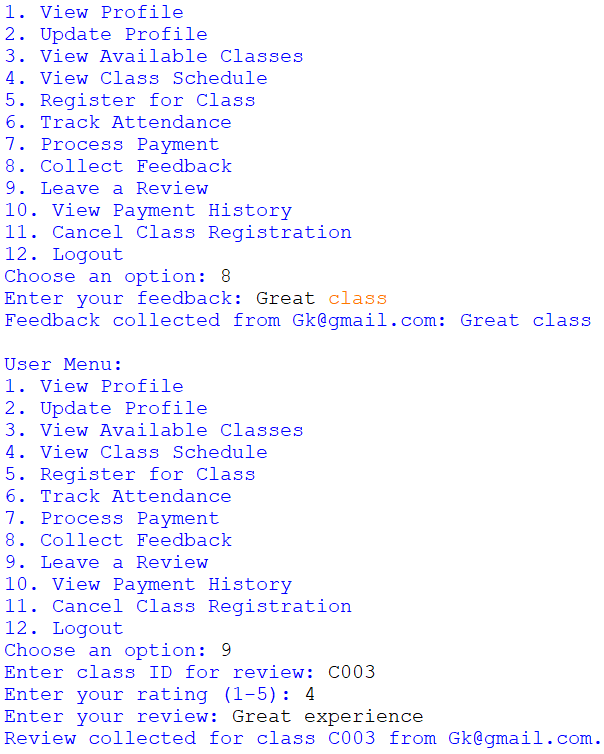 1. View Profile
2. Update Profile
3. View Available Classes
4. View Class Schedule
5. Register for Class
6. Track Attendance
7. Process Payment
8. Collect Feedback
9. Leave a Review
10. View Payment History
11. Cancel Class Registration
12. Logout
Choose an option: 8
Enter your feedback: Great class
Feedback collected from Gk@gmail.com: Great class

User Menu:
1. View Profile
2. Update Profile
3. View Available Classes
4. View Class Schedule
5. Register for Class
6. Track Attendance
7. Process Payment
8. Collect Feedback
9. Leave a Review
10. View Payment History
11. Cancel Class Registration
12. Logout
Choose an option: 9
Enter class ID for review: C003
Enter your rating (1-5): 4
Enter your review: Great experience
Review collected for class C003 from Gk@gmail.com.